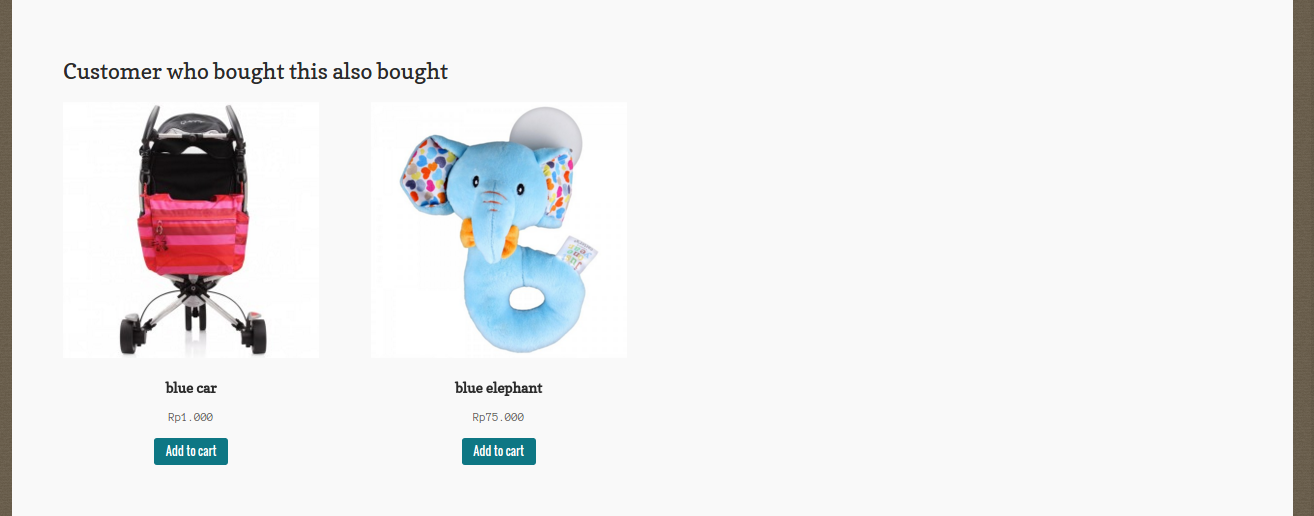 Customer who bought this also bought
blue car
blue elephant
Rp1.000
Rp75.000
Add to cart
Add to cart